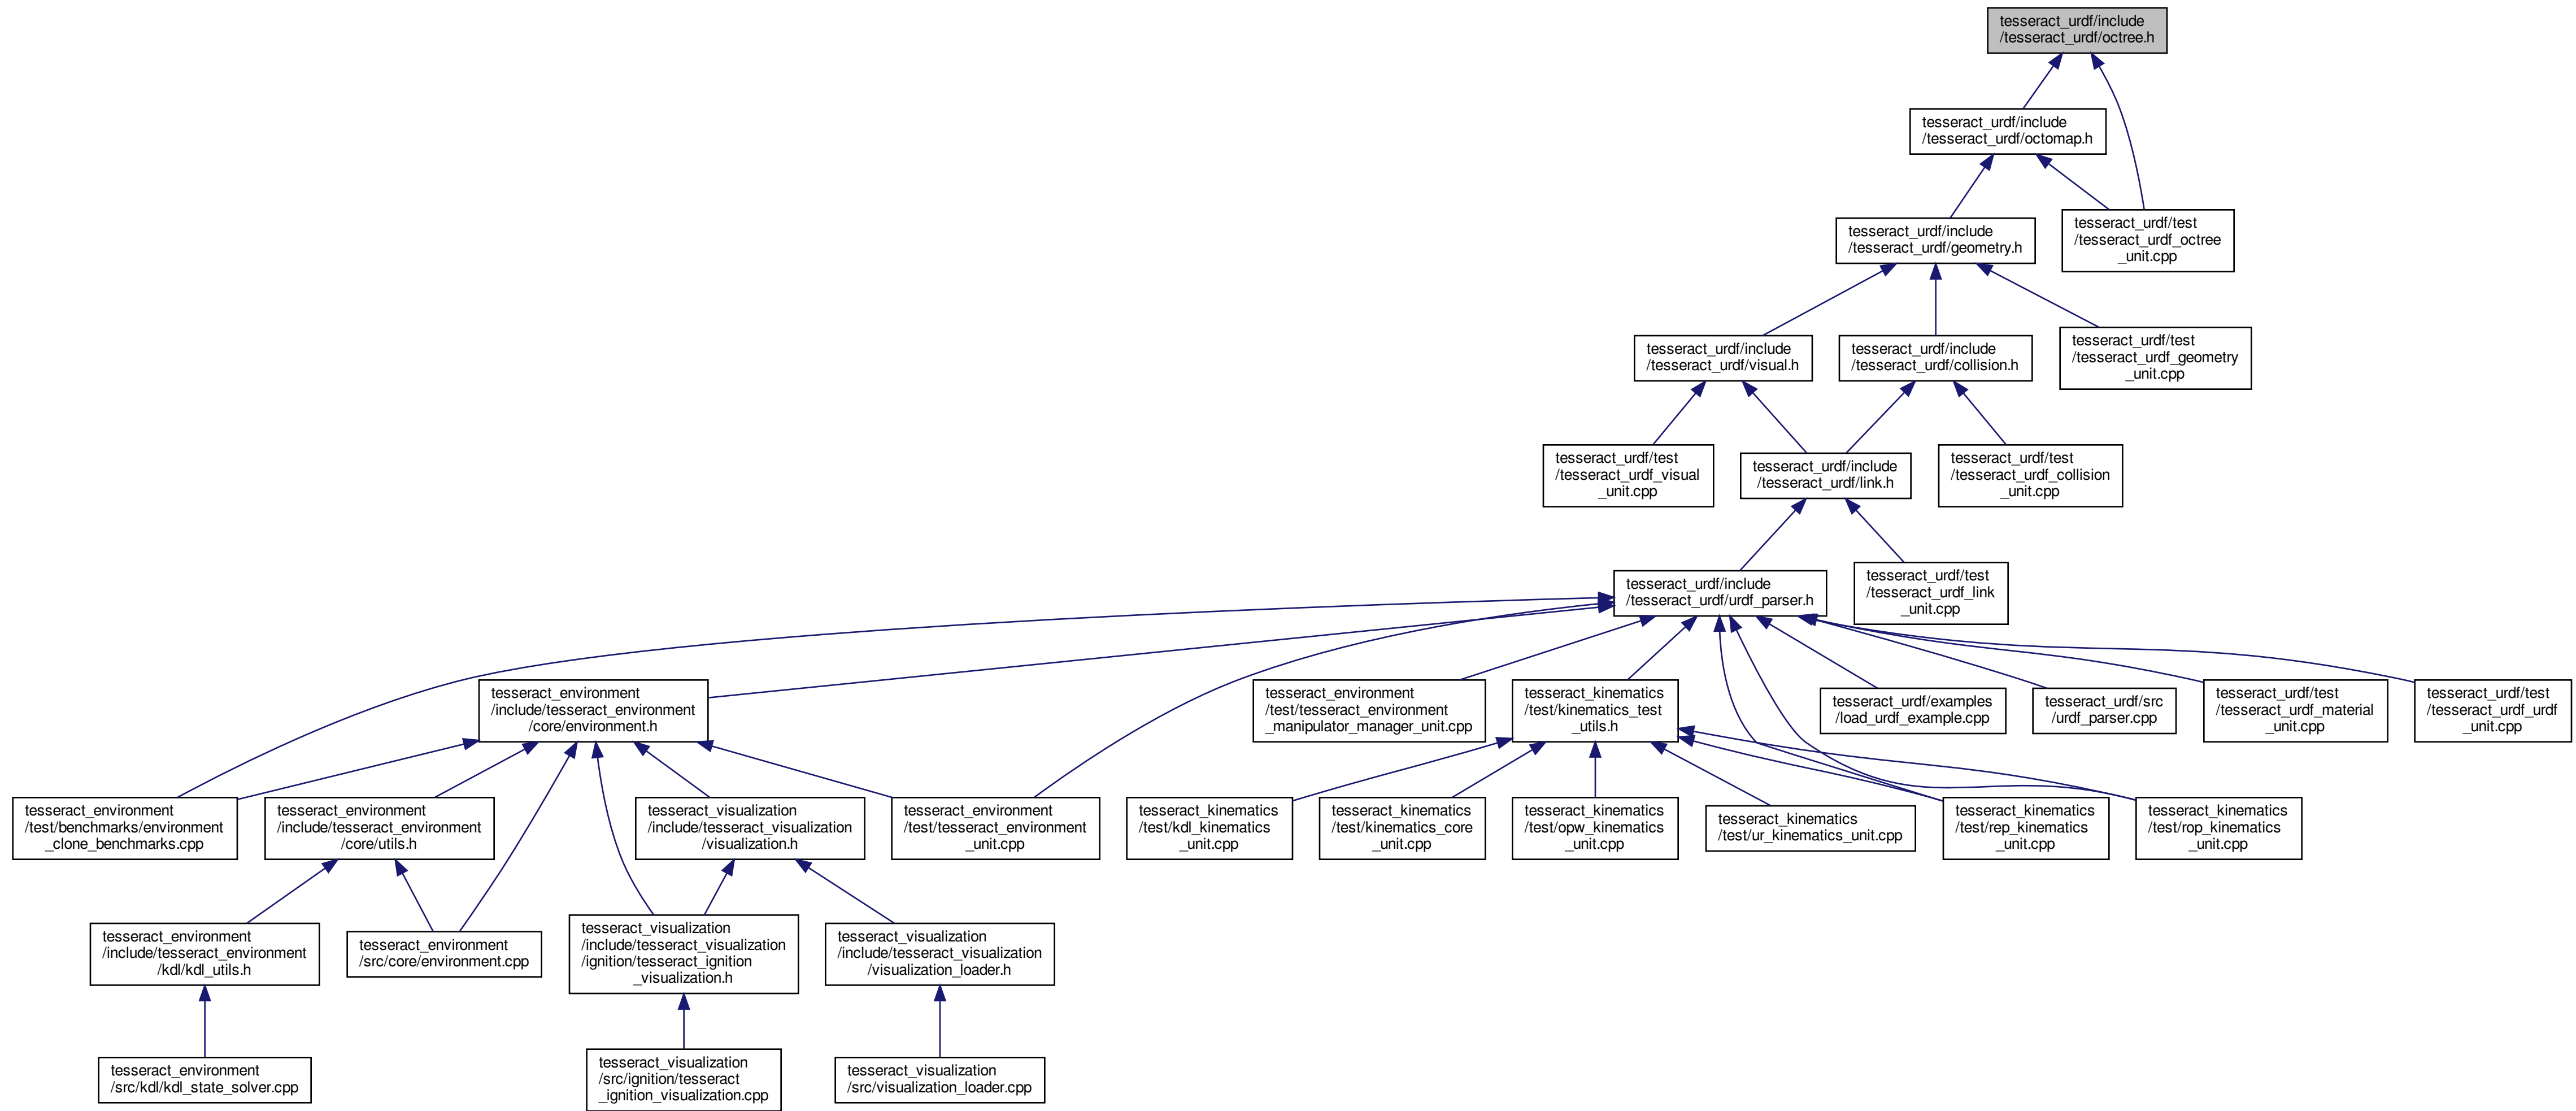 tesseract_urdf/include
/tesseract_urdf/octree.h
tesseract_urdf/include
/tesseract_urdf/octomap.h
tesseract_urdf/include
/tesseract_urdf/geometry.h
tesseract_urdf/test
/tesseract_urdf_octree
_unit.cpp
tesseract_urdf/include
/tesseract_urdf/visual.h
tesseract_urdf/include
/tesseract_urdf/collision.h
tesseract_urdf/test
/tesseract_urdf_geometry
_unit.cpp
tesseract_urdf/test
/tesseract_urdf_visual
_unit.cpp
tesseract_urdf/include
/tesseract_urdf/link.h
tesseract_urdf/test
/tesseract_urdf_collision
_unit.cpp
tesseract_urdf/include
/tesseract_urdf/urdf_parser.h
tesseract_urdf/test
/tesseract_urdf_link
_unit.cpp
tesseract_environment
/include/tesseract_environment
/core/environment.h
tesseract_environment
/test/tesseract_environment
_manipulator_manager_unit.cpp
tesseract_kinematics
/test/kinematics_test
_utils.h
tesseract_urdf/examples
/load_urdf_example.cpp
tesseract_urdf/src
/urdf_parser.cpp
tesseract_urdf/test
/tesseract_urdf_material
_unit.cpp
tesseract_urdf/test
/tesseract_urdf_urdf
_unit.cpp
tesseract_environment
/test/benchmarks/environment
_clone_benchmarks.cpp
tesseract_environment
/include/tesseract_environment
/core/utils.h
tesseract_visualization
/include/tesseract_visualization
/visualization.h
tesseract_environment
/test/tesseract_environment
_unit.cpp
tesseract_kinematics
/test/kdl_kinematics
_unit.cpp
tesseract_kinematics
/test/kinematics_core
_unit.cpp
tesseract_kinematics
/test/opw_kinematics
_unit.cpp
tesseract_kinematics
/test/ur_kinematics_unit.cpp
tesseract_kinematics
/test/rep_kinematics
_unit.cpp
tesseract_kinematics
/test/rop_kinematics
_unit.cpp
tesseract_environment
/include/tesseract_environment
/kdl/kdl_utils.h
tesseract_environment
/src/core/environment.cpp
tesseract_visualization
/include/tesseract_visualization
/ignition/tesseract_ignition
_visualization.h
tesseract_visualization
/include/tesseract_visualization
/visualization_loader.h
tesseract_environment
/src/kdl/kdl_state_solver.cpp
tesseract_visualization
/src/ignition/tesseract
_ignition_visualization.cpp
tesseract_visualization
/src/visualization_loader.cpp